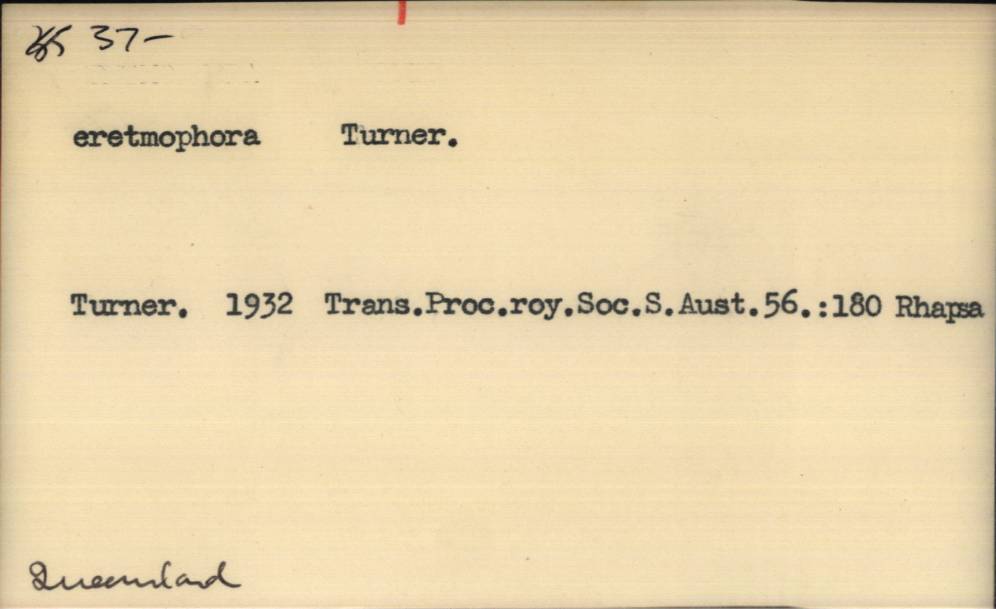 37-
eretmophora Turner.
Turner. 1932 Trans.Proc.roy.Soc.S.Aust.56.:180 Rhapsa
Queensland